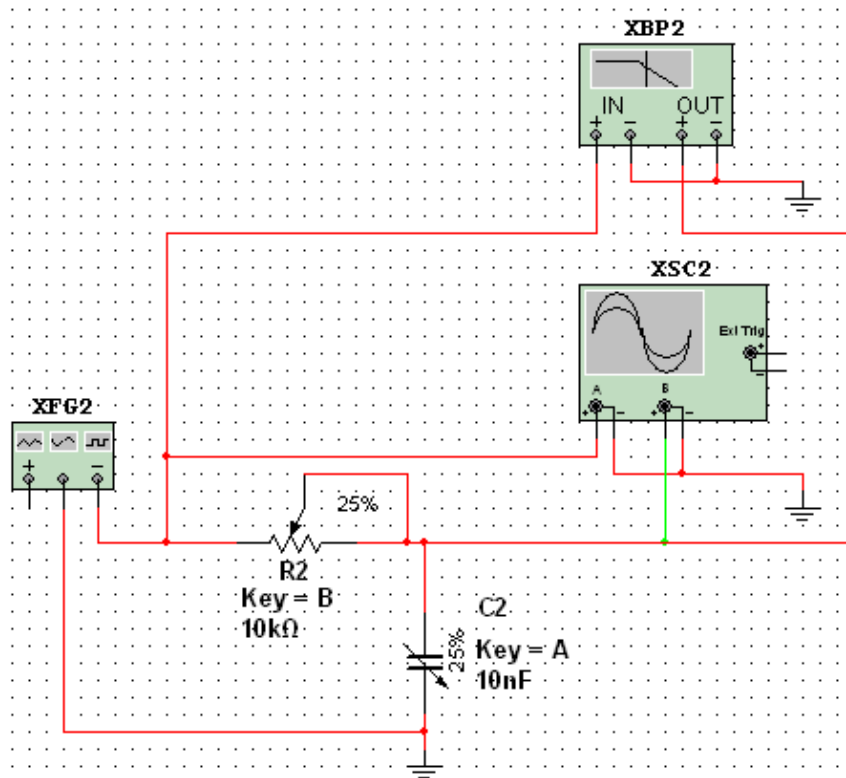 XBP2
IN OUT
+ − + −
XSC2
Ext Trig
+
−
A B
+ − + −
XFG2
+ −
25%
R2
Key = B
10kΩ
C2
25%
Key = A
10nF